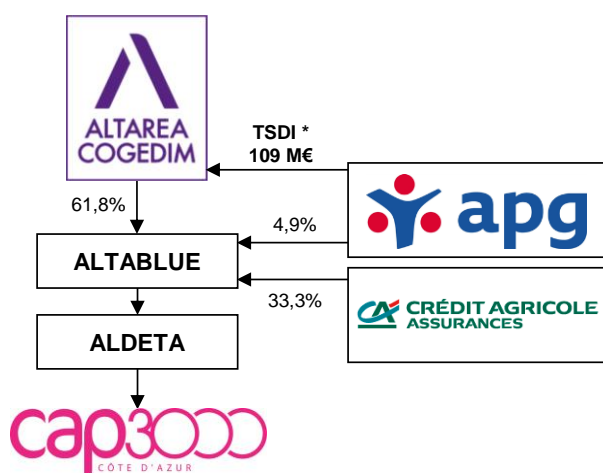 ALTAREA
COGEDIM
TSDI *
109 M€
61,8%
apg
4,9%
ALTABLUE
33,3%
CRÉDIT AGRICOLE
ASSURANCES
ALDETA
cap3000
CÔTE D'AZUR